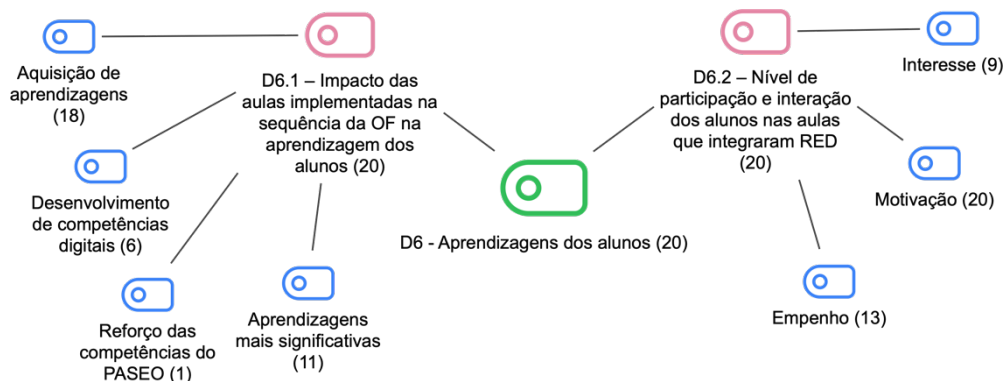 Aquisição de
aprendizagens
(18)
D6.1 – Impacto das
aulas implementadas na
sequência da OF na
aprendizagem dos
alunos (20)
D6.2 – Nível de
participação e interação
dos alunos nas aulas
que integraram RED
(20)
Interesse (9)
Desenvolvimento
de competências
digitais (6)
Motivação (20)
D6 - Aprendizagens dos alunos (20)
Reforço das
competências do
PASEO (1)
Aprendizagens
mais significativas
(11)
Empenho (13)